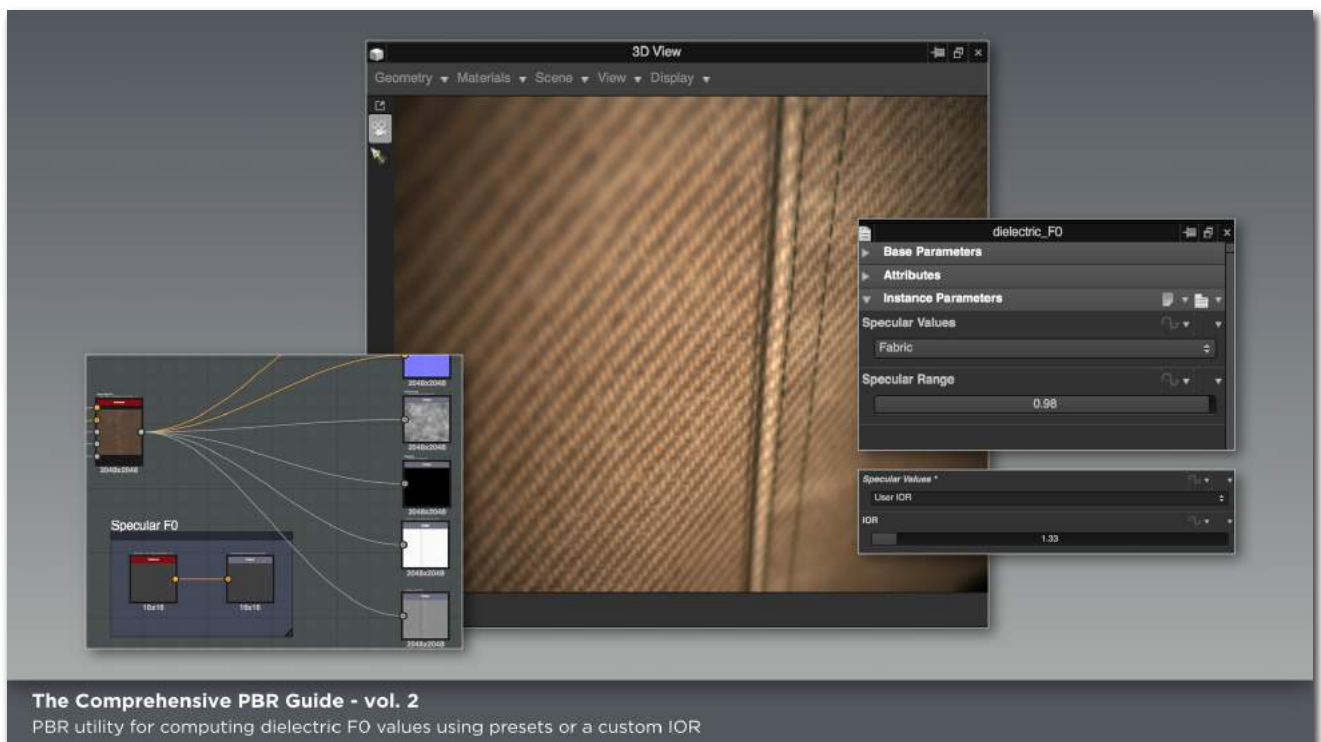 3D View
Geometry Materials Scene View Display
dielectric_F0
Base Parameters
Attributes
Instance Parameters
Specular Values
Fabric
Specular Range
0.98
Specular Values *
User IOR
IOR
1.33
2048x2048
2048x2048
2048x2048
2048x2048
2048x2048
2048x2048
Specular F0
16x16
16x16
The Comprehensive PBR Guide - vol. 2
PBR utility for computing dielectric F0 values using presets or a custom IOR